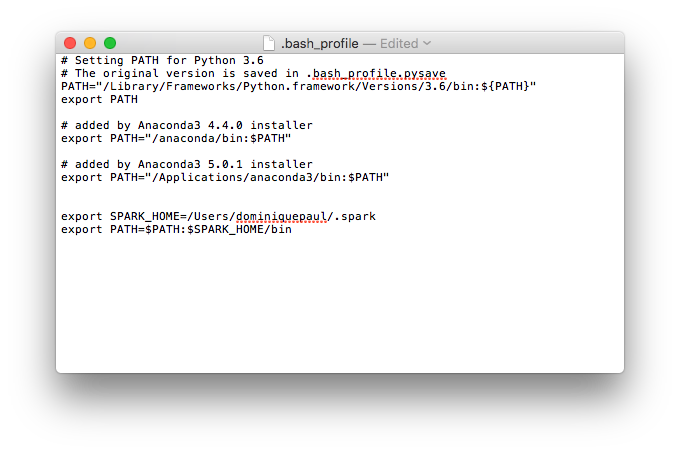 .bash_profile — Edited
# Setting PATH for Python 3.6
# The original version is saved in .bash_profile.pysave
PATH="/Library/Frameworks/Python.framework/Versions/3.6/bin:${PATH}"
export PATH
# added by Anaconda3 4.4.0 installer
export PATH="/anaconda/bin:$PATH"
# added by Anaconda3 5.0.1 installer
export PATH="/Applications/anaconda3/bin:$PATH"
export SPARK_HOME=/Users/dominiquepaul/.spark
export PATH=$PATH:$SPARK_HOME/bin